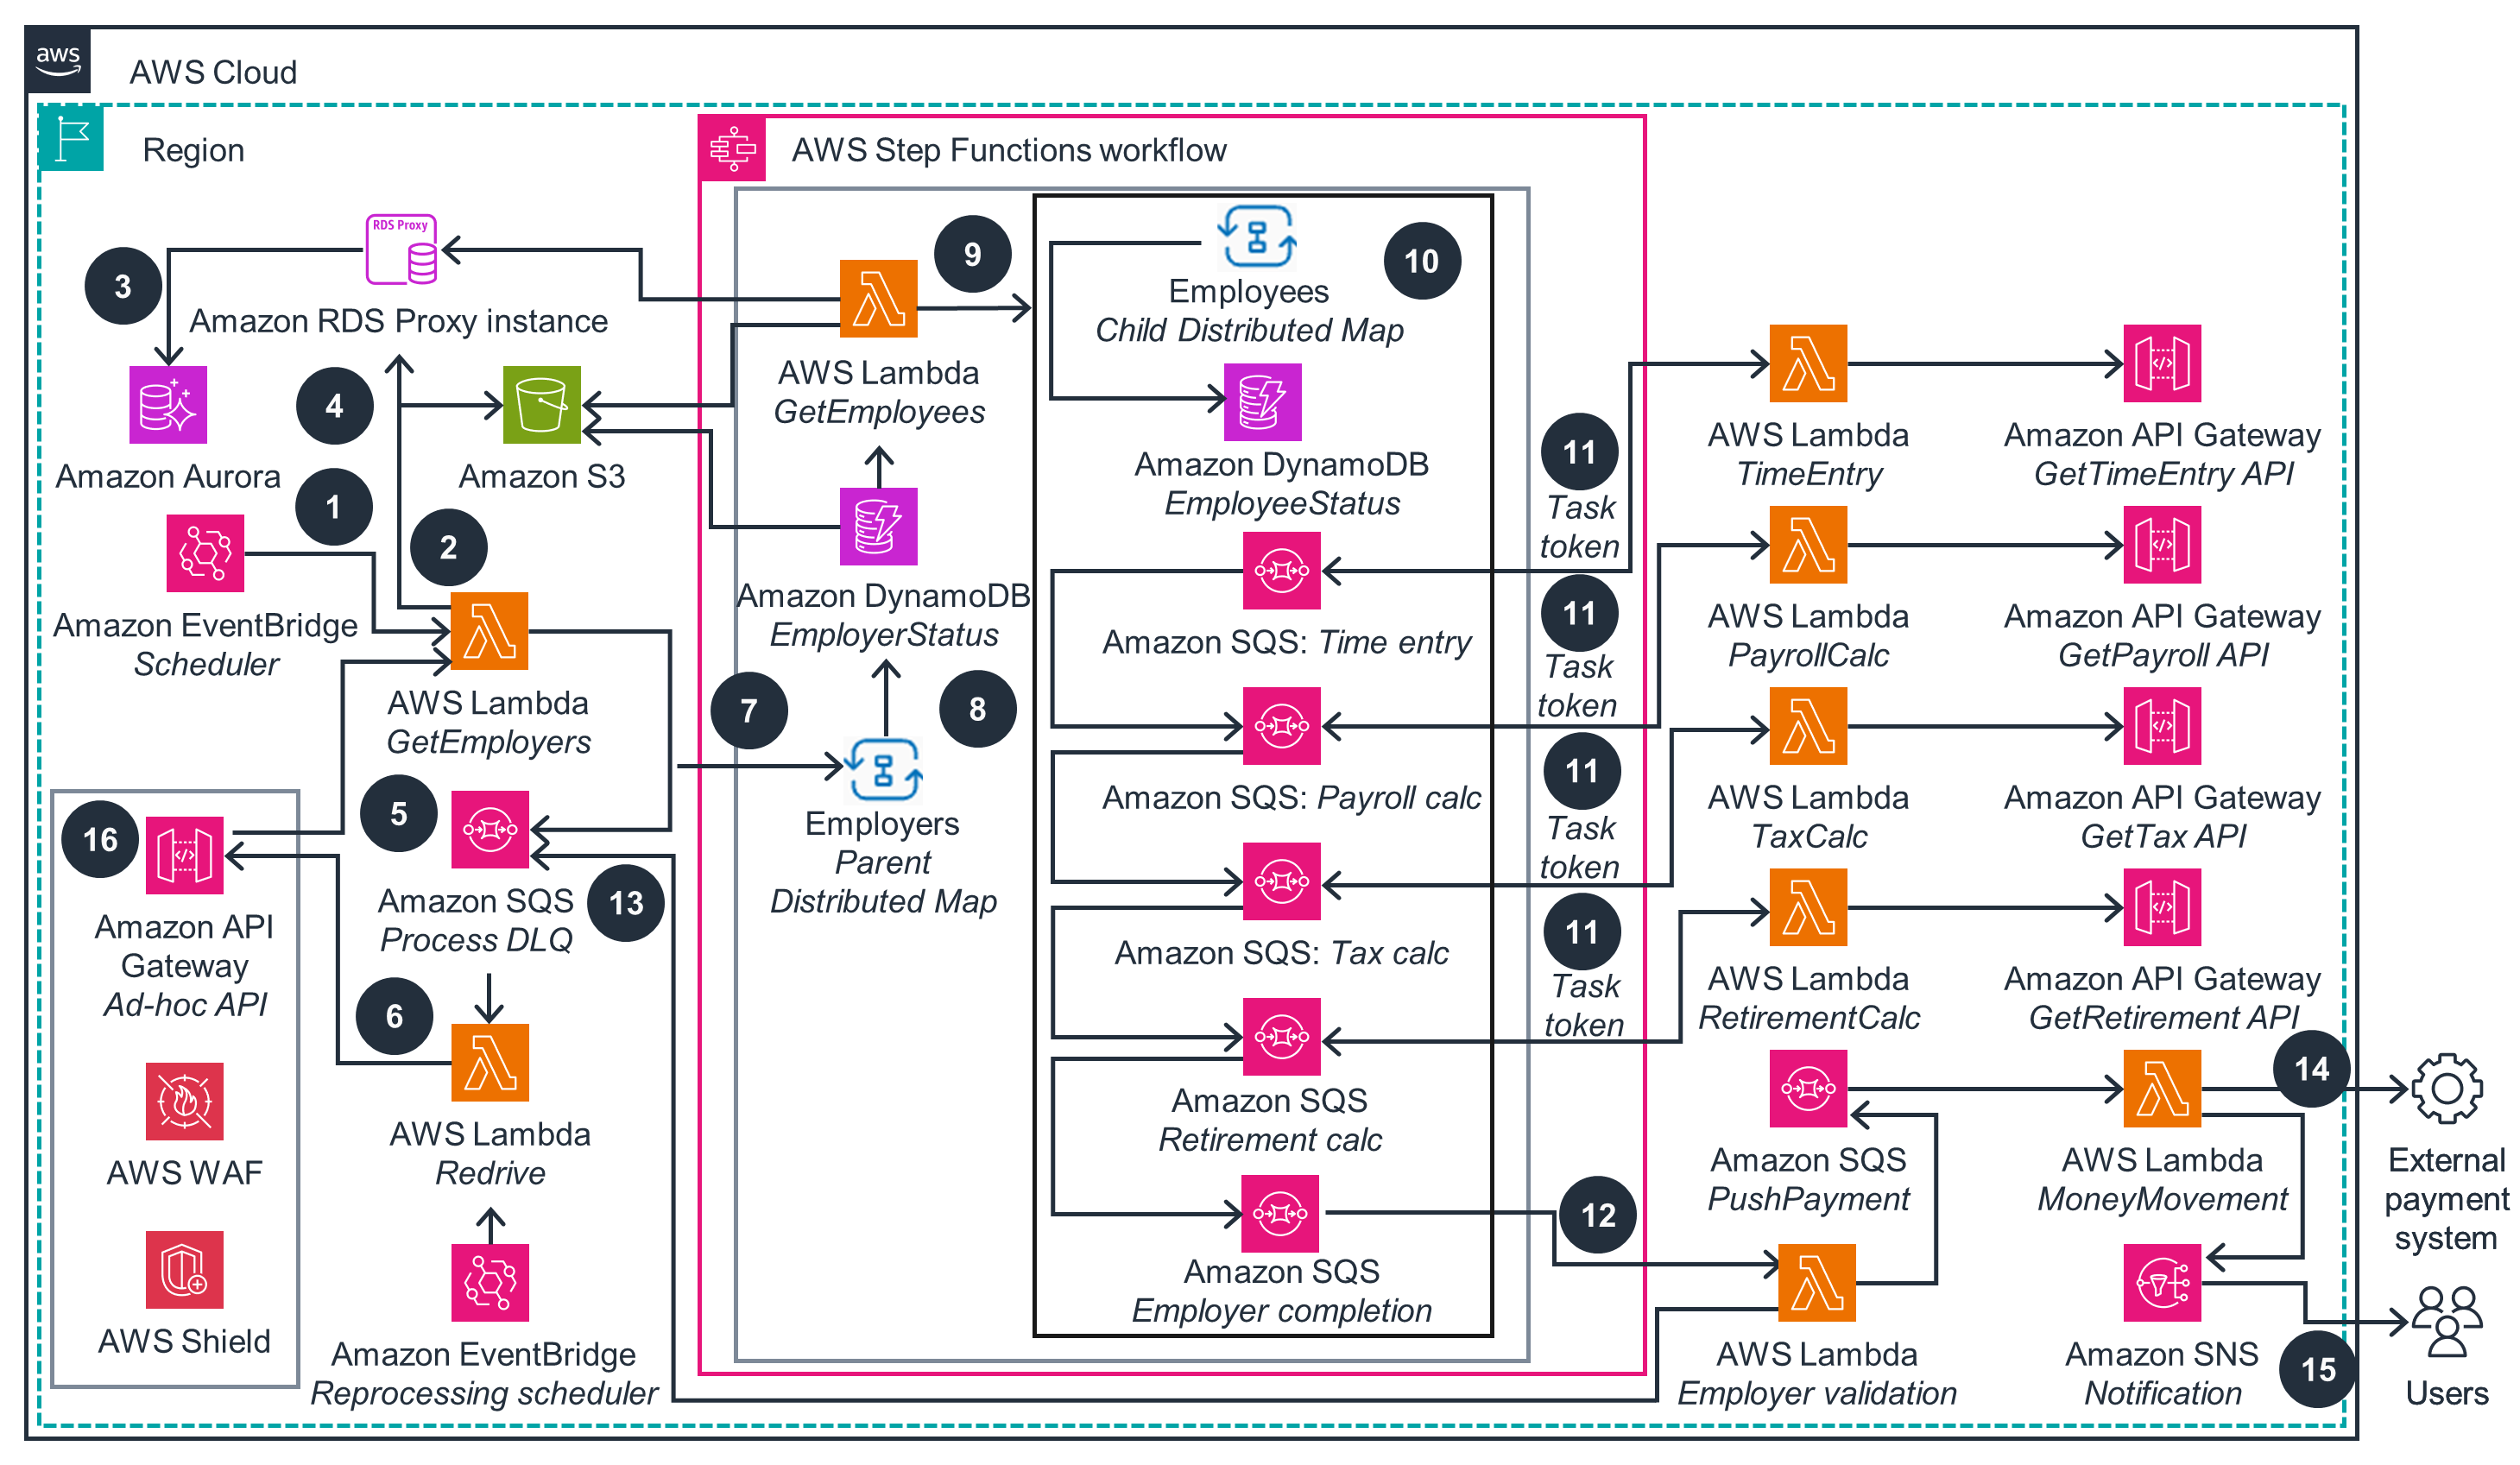 aws
AWS Cloud
Region
AWS Step Functions workflow
RDS Proxy
Amazon RDS Proxy instance
3
4
Amazon Aurora
Amazon S3
1
2
Amazon EventBridge
Scheduler
AWS Lambda
GetEmployers
16
Amazon API
Gateway
Ad-hoc API
AWS WAF
AWS Shield
5
Amazon SQS
Process DLQ
13
6
AWS Lambda
Redrive
Amazon EventBridge
Reprocessing scheduler
9
AWS Lambda
GetEmployees
Amazon DynamoDB
EmployerStatus
7
8
Employers
Parent
Distributed Map
10
Employees
Child Distributed Map
Amazon DynamoDB
EmployeeStatus
Amazon SQS: Time entry
Amazon SQS: Payroll calc
Amazon SQS: Tax calc
Amazon SQS
Retirement calc
Amazon SQS
Employer completion
11
Task
token
11
Task
token
11
Task
token
11
Task
token
12
AWS Lambda
TimeEntry
Amazon API Gateway
GetTimeEntry API
AWS Lambda
PayrollCalc
Amazon API Gateway
GetPayroll API
AWS Lambda
TaxCalc
Amazon API Gateway
GetTax API
AWS Lambda
RetirementCalc
Amazon API Gateway
GetRetirement API
Amazon SQS
PushPayment
AWS Lambda
MoneyMovement
14
External
payment
system
AWS Lambda
Employer validation
Amazon SNS
Notification
15
Users